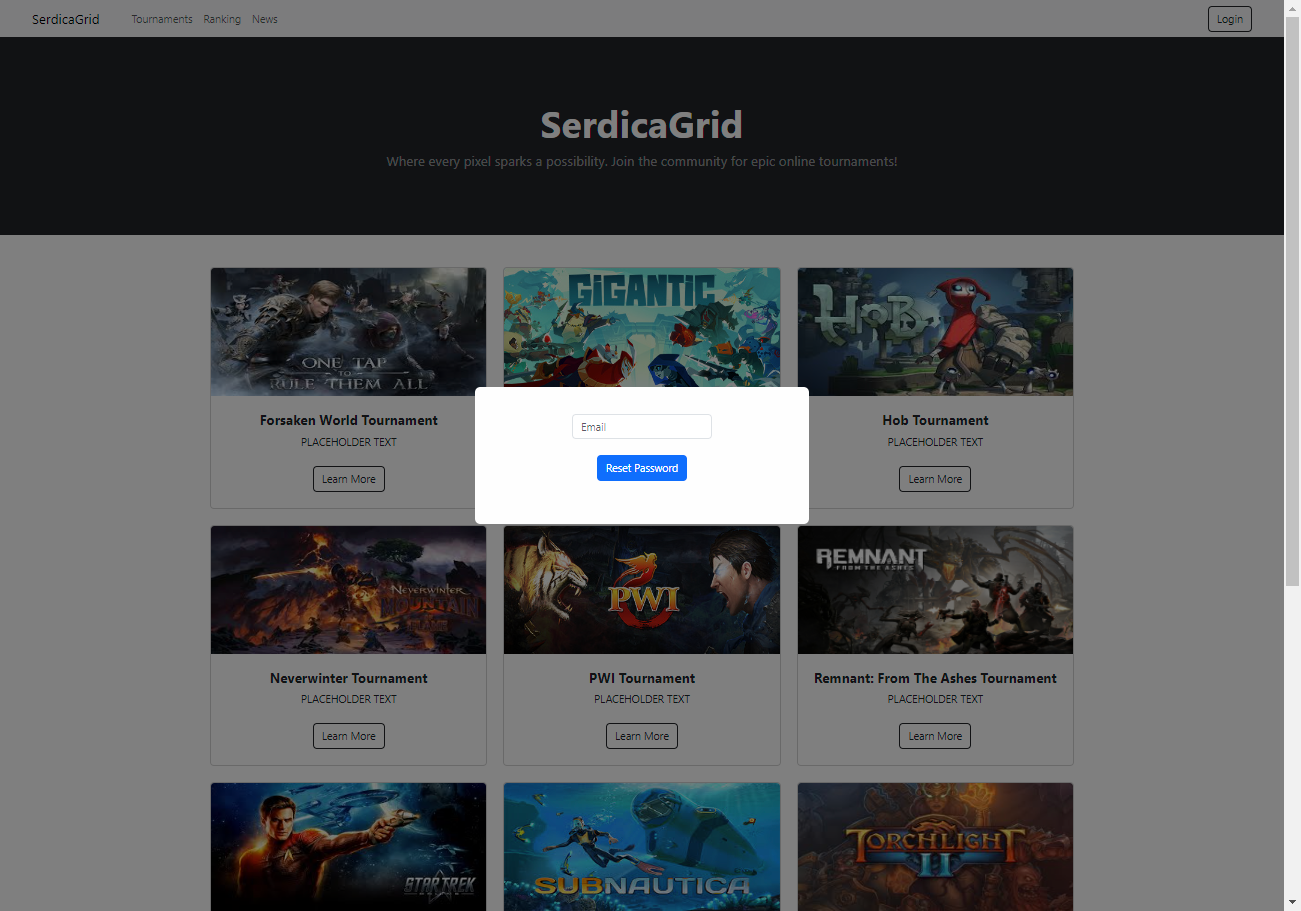 SerdicaGrid Tournaments Ranking News Login
SerdicaGrid
Where every pixel sparks a possibility. Join the community for epic online tournaments!
ONE TAP
TO
RULE THEM ALL
GIGANTIC
HOB
Email
Reset Password
Forsaken World Tournament
PLACEHOLDER TEXT
Learn More
Hob Tournament
PLACEHOLDER TEXT
Learn More
NEVERWINTER
MOUNTAIN
FLAME
PWI
REMNANT
FROM THE ASHES
Neverwinter Tournament
PLACEHOLDER TEXT
Learn More
PWI Tournament
PLACEHOLDER TEXT
Learn More
Remnant: From The Ashes Tournament
PLACEHOLDER TEXT
Learn More
STAR TREK
SUBNAUTICA
TORCHLIGHT
II